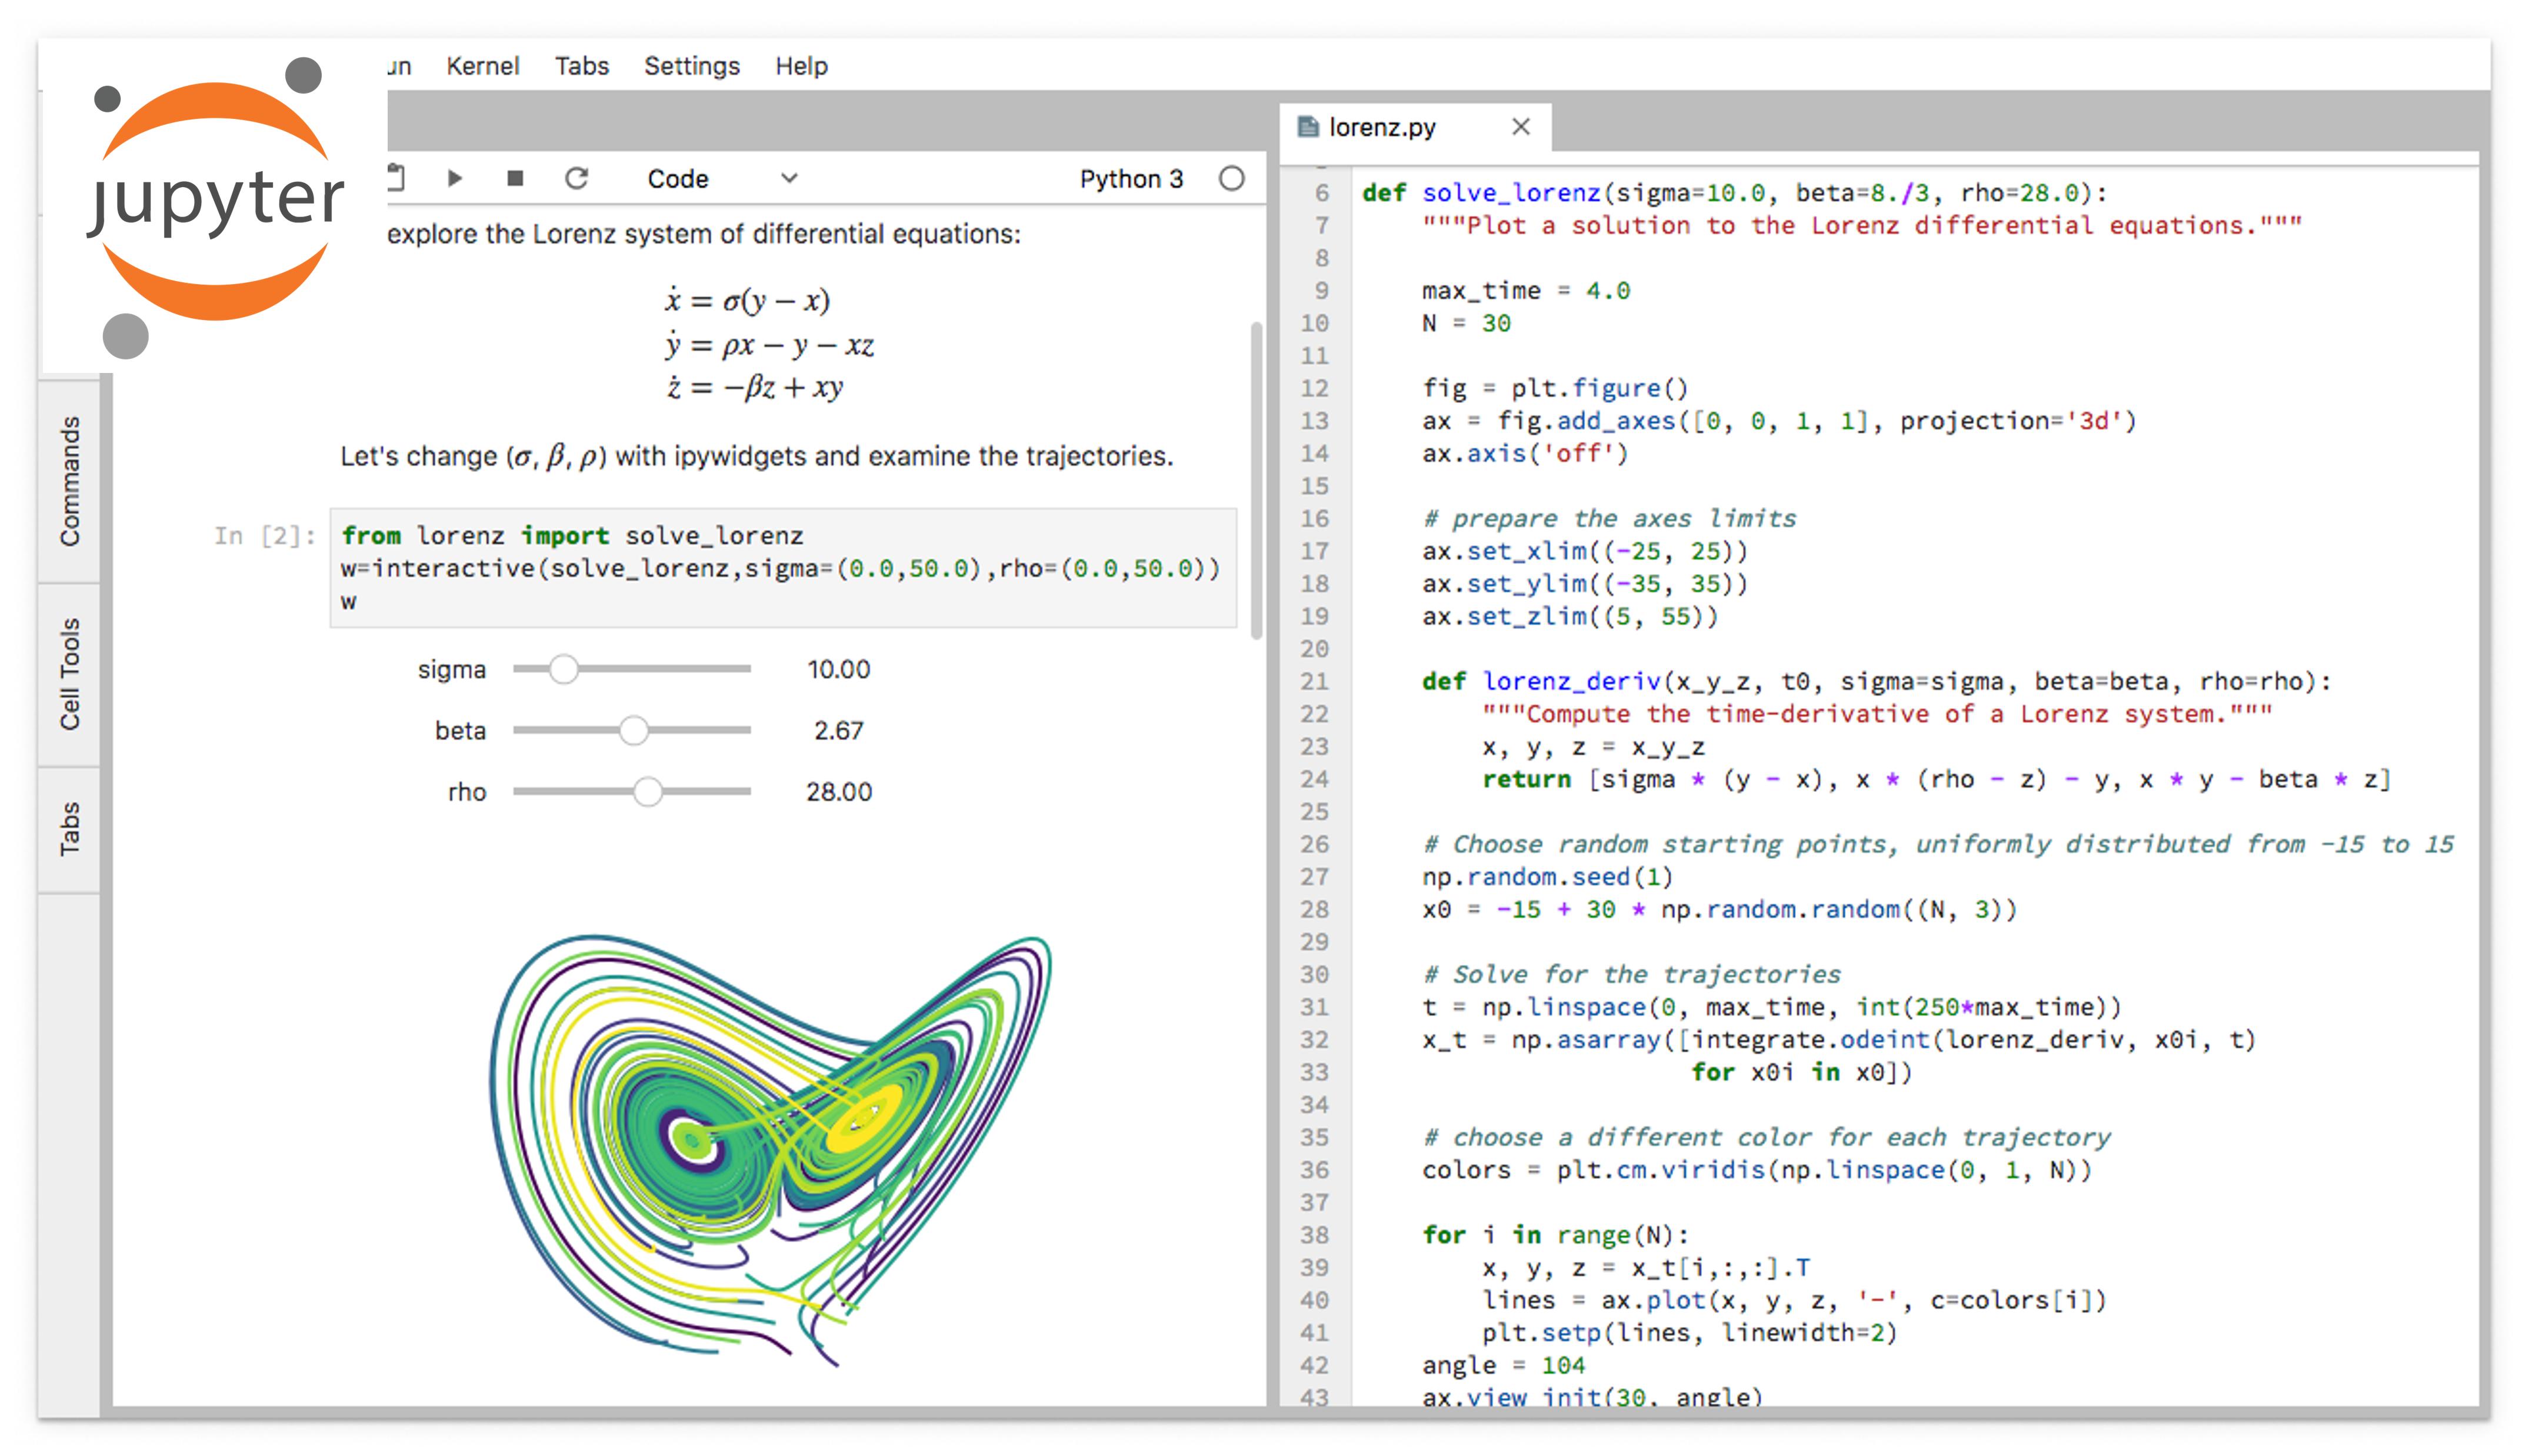 jupyter
Kernel Tabs Settings Help
Code Python 3
explore the Lorenz system of differential equations:
ẋ = σ(y − x)
ẏ = ρx − y − xz
ż = −βz + xy
Let's change (σ, β, ρ) with ipywidgets and examine the trajectories.
In [2]:
from lorenz import solve_lorenz
w=interactive(solve_lorenz,sigma=(0.0,50.0),rho=(0.0,50.0))
w
sigma 10.00
beta 2.67
rho 28.00
Commands
Cell Tools
Tabs
lorenz.py
6 def solve_lorenz(sigma=10.0, beta=8./3, rho=28.0):
7     """Plot a solution to the Lorenz differential equations."""
8
9     max_time = 4.0
10     N = 30
11
12     fig = plt.figure()
13     ax = fig.add_axes([0, 0, 1, 1], projection='3d')
14     ax.axis('off')
15
16     # prepare the axes limits
17     ax.set_xlim((-25, 25))
18     ax.set_ylim((-35, 35))
19     ax.set_zlim((5, 55))
20
21     def lorenz_deriv(x_y_z, t0, sigma=sigma, beta=beta, rho=rho):
22         """Compute the time-derivative of a Lorenz system."""
23         x, y, z = x_y_z
24         return [sigma * (y - x), x * (rho - z) - y, x * y - beta * z]
25
26     # Choose random starting points, uniformly distributed from -15 to 15
27     np.random.seed(1)
28     x0 = -15 + 30 * np.random.random((N, 3))
29
30     # Solve for the trajectories
31     t = np.linspace(0, max_time, int(250*max_time))
32     x_t = np.asarray([integrate.odeint(lorenz_deriv, x0i, t)
33                       for x0i in x0])
34
35     # choose a different color for each trajectory
36     colors = plt.cm.viridis(np.linspace(0, 1, N))
37
38     for i in range(N):
39         x, y, z = x_t[i,:,:].T
40         lines = ax.plot(x, y, z, '-', c=colors[i])
41         plt.setp(lines, linewidth=2)
42     angle = 104
43     ax.view_init(30, angle)